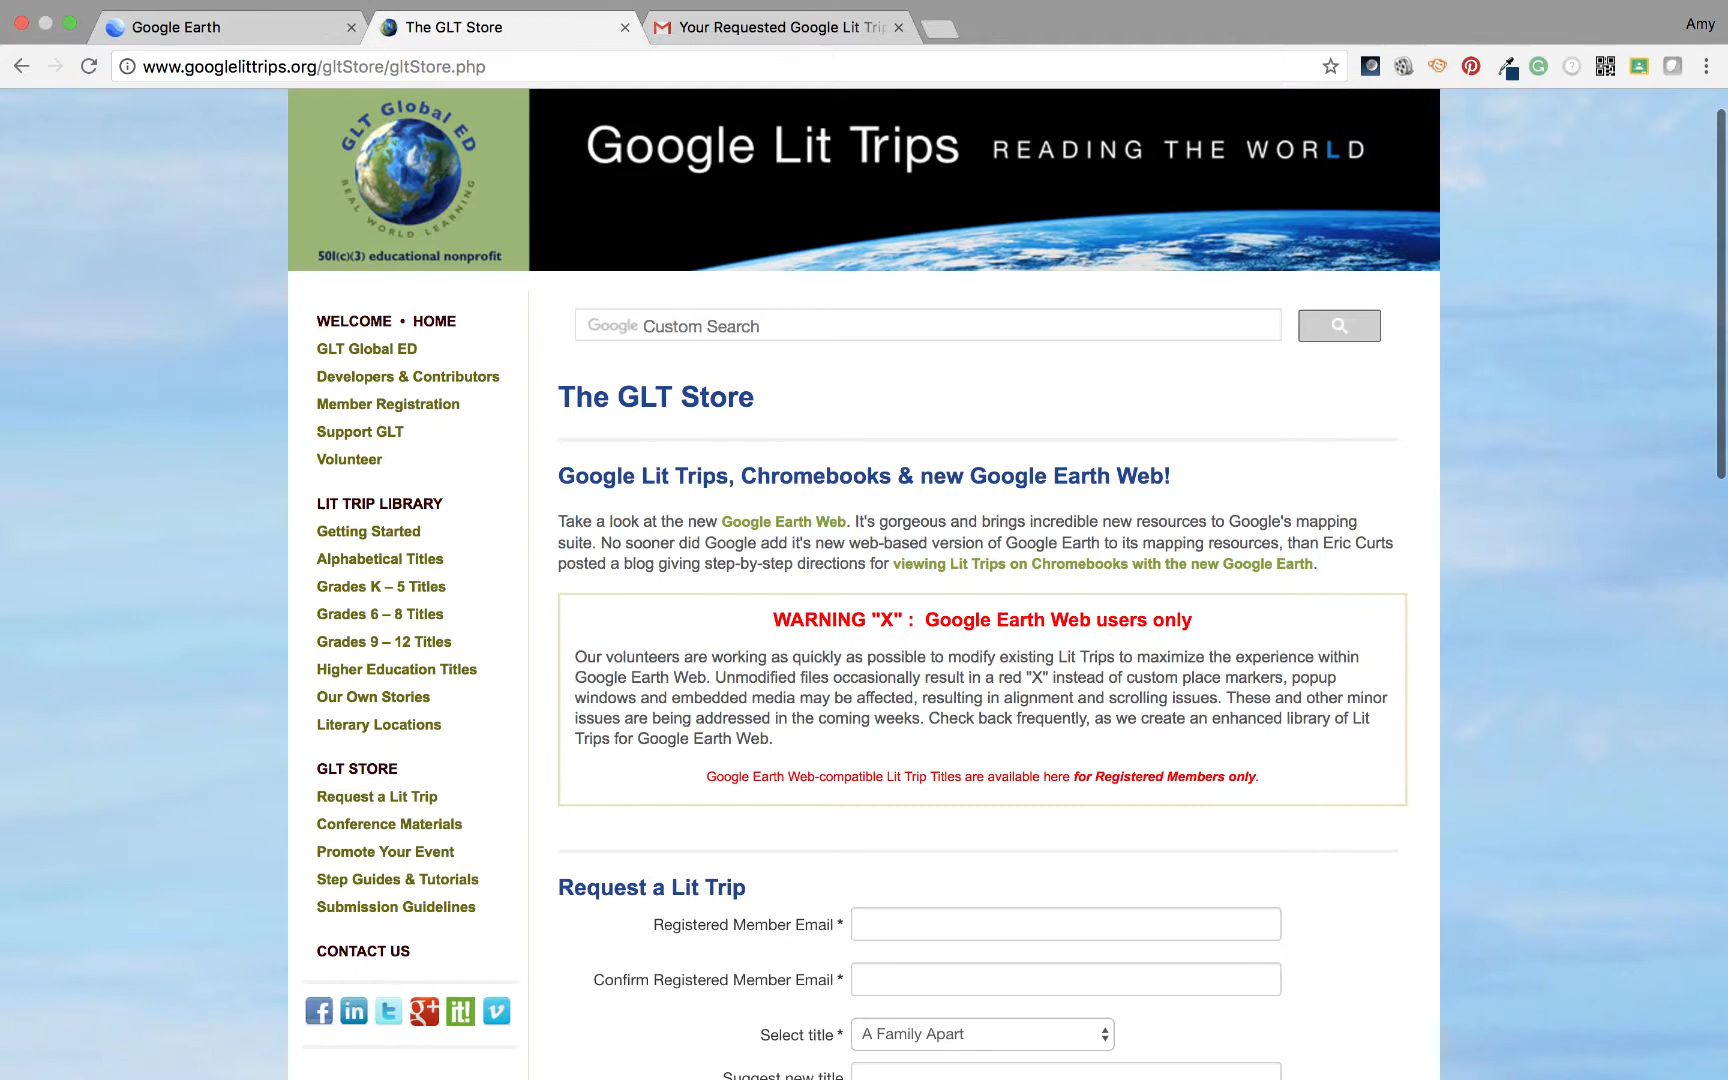 Google Earth
The GLT Store
Your Requested Google Lit Trip
Amy
www.googlelittrips.org/gltStore/gltStore.php
GLT Global ED
REAL WORLD LEARNING
501(c)(3) educational nonprofit
Google Lit Trips READING THE WORLD
WELCOME • HOME
GLT Global ED
Developers & Contributors
Member Registration
Support GLT
Volunteer
LIT TRIP LIBRARY
Getting Started
Alphabetical Titles
Grades K – 5 Titles
Grades 6 – 8 Titles
Grades 9 – 12 Titles
Higher Education Titles
Our Own Stories
Literary Locations
GLT STORE
Request a Lit Trip
Conference Materials
Promote Your Event
Step Guides & Tutorials
Submission Guidelines
CONTACT US
f in t g+ it! v
Google Custom Search
The GLT Store
Google Lit Trips, Chromebooks & new Google Earth Web!
Take a look at the new Google Earth Web. It's gorgeous and brings incredible new resources to Google's mapping
suite. No sooner did Google add it's new web-based version of Google Earth to its mapping resources, than Eric Curts
posted a blog giving step-by-step directions for viewing Lit Trips on Chromebooks with the new Google Earth.
WARNING "X" : Google Earth Web users only
Our volunteers are working as quickly as possible to modify existing Lit Trips to maximize the experience within
Google Earth Web. Unmodified files occasionally result in a red "X" instead of custom place markers, popup
windows and embedded media may be affected, resulting in alignment and scrolling issues. These and other minor
issues are being addressed in the coming weeks. Check back frequently, as we create an enhanced library of Lit
Trips for Google Earth Web.
Google Earth Web-compatible Lit Trip Titles are available here for Registered Members only.
Request a Lit Trip
Registered Member Email *
Confirm Registered Member Email *
Select title * A Family Apart
Suggest new title